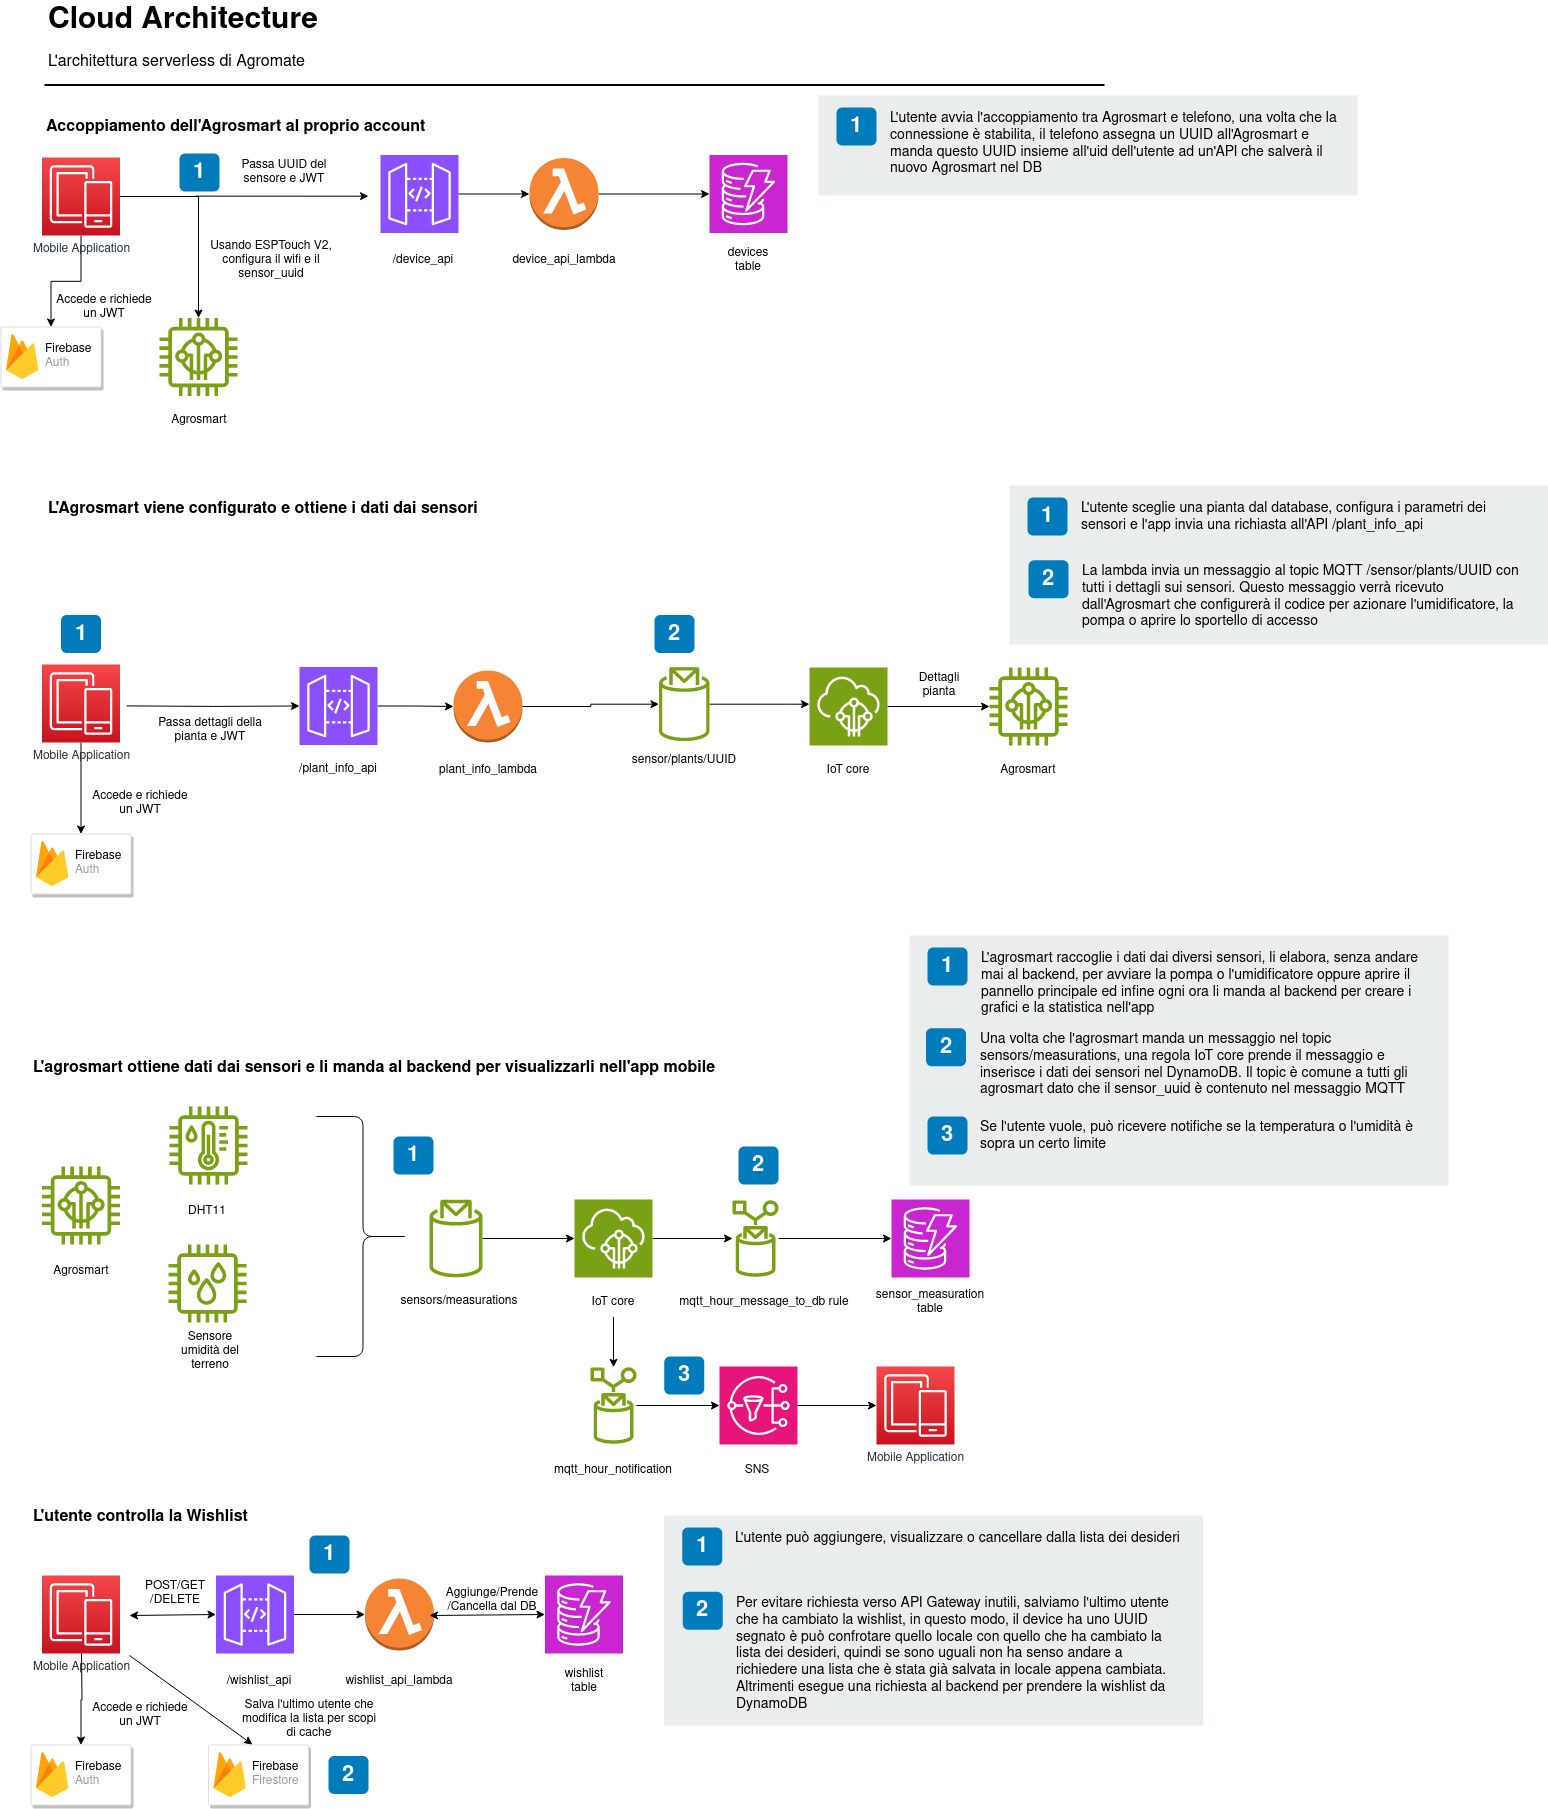 Cloud Architecture
L'architettura serverless di Agromate
Accoppiamento dell'Agrosmart al proprio account
1
L'utente avvia l'accoppiamento tra Agrosmart e telefono, una volta che la
connessione è stabilita, il telefono assegna un UUID all'Agrosmart e
manda questo UUID insieme all'uid dell'utente ad un'API che salverà il
nuovo Agrosmart nel DB
1
Passa UUID del
sensore e JWT
Mobile Application
Usando ESPTouch V2,
configura il wifi e il
sensor_uuid
/device_api
device_api_lambda
devices
table
Accede e richiede
un JWT
Firebase
Auth
Agrosmart
L'Agrosmart viene configurato e ottiene i dati dai sensori
1
L'utente sceglie una pianta dal database, configura i parametri dei
sensori e l'app invia una richiasta all'API /plant_info_api
2
La lambda invia un messaggio al topic MQTT /sensor/plants/UUID con
tutti i dettagli sui sensori. Questo messaggio verrà ricevuto
dall'Agrosmart che configurerà il codice per azionare l'umidificatore, la
pompa o aprire lo sportello di accesso
1
2
Dettagli
pianta
Passa dettagli della
pianta e JWT
Mobile Application
/plant_info_api
plant_info_lambda
sensor/plants/UUID
IoT core
Agrosmart
Accede e richiede
un JWT
Firebase
Auth
1
L'agrosmart raccoglie i dati dai diversi sensori, li elabora, senza andare
mai al backend, per avviare la pompa o l'umidificatore oppure aprire il
pannello principale ed infine ogni ora li manda al backend per creare i
grafici e la statistica nell'app
2
Una volta che l'agrosmart manda un messaggio nel topic
sensors/measurations, una regola IoT core prende il messaggio e
inserisce i dati dei sensori nel DynamoDB. Il topic è comune a tutti gli
agrosmart dato che il sensor_uuid è contenuto nel messaggio MQTT
3
Se l'utente vuole, può ricevere notifiche se la temperatura o l'umidità è
sopra un certo limite
L'agrosmart ottiene dati dai sensori e li manda al backend per visualizzarli nell'app mobile
1
2
DHT11
Agrosmart
Sensore
umidità del
terreno
sensors/measurations
IoT core
mqtt_hour_message_to_db rule
sensor_measuration
table
3
mqtt_hour_notification
SNS
Mobile Application
L'utente controlla la Wishlist
1
L'utente può aggiungere, visualizzare o cancellare dalla lista dei desideri
2
Per evitare richiesta verso API Gateway inutili, salviamo l'ultimo utente
che ha cambiato la wishlist, in questo modo, il device ha uno UUID
segnato è può confrotare quello locale con quello che ha cambiato la
lista dei desideri, quindi se sono uguali non ha senso andare a
richiedere una lista che è stata già salvata in locale appena cambiata.
Altrimenti esegue una richiesta al backend per prendere la wishlist da
DynamoDB
1
POST/GET
/DELETE
Aggiunge/Prende
/Cancella dal DB
Mobile Application
/wishlist_api
wishlist_api_lambda
wishlist
table
Accede e richiede
un JWT
Salva l'ultimo utente che
modifica la lista per scopi
di cache
Firebase
Auth
Firebase
Firestore
2